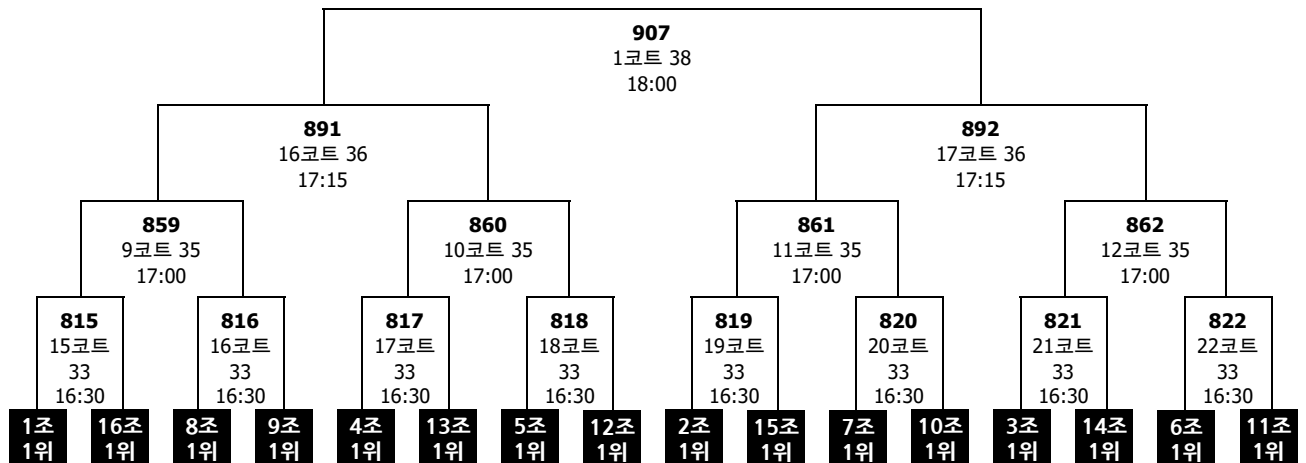 907
1코트 38
18:00
891
16코트 36
17:15
892
17코트 36
17:15
859
9코트 35
17:00
860
10코트 35
17:00
861
11코트 35
17:00
862
12코트 35
17:00
815
15코트
33
16:30
816
16코트
33
16:30
817
17코트
33
16:30
818
18코트
33
16:30
819
19코트
33
16:30
820
20코트
33
16:30
821
21코트
33
16:30
822
22코트
33
16:30
1조
1위
16조
1위
8조
1위
9조
1위
4조
1위
13조
1위
5조
1위
12조
1위
2조
1위
15조
1위
7조
1위
10조
1위
3조
1위
14조
1위
6조
1위
11조
1위